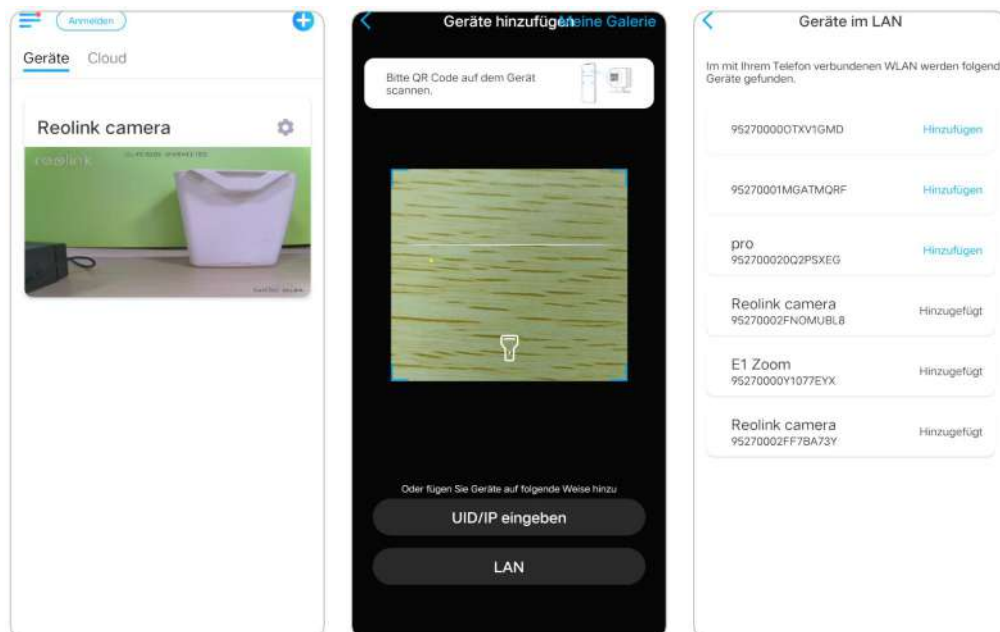 Anmelden
Geräte Cloud
Reolink camera
reolink
Geräte hinzufügen
Meine Galerie
Bitte QR Code auf dem Gerät
scannen.
Oder fügen Sie Geräte auf folgende Weise hinzu
UID/IP eingeben
LAN
Geräte im LAN
Im mit Ihrem Telefon verbundenen WLAN werden folgend
Geräte gefunden.
95270000OTXV1GMD Hinzufügen
95270001MGATMQRF Hinzufügen
pro
952700020Q2PSXEG Hinzufügen
Reolink camera
95270002FNOMUBL8 Hinzugefügt
E1 Zoom
95270000Y1077EYX Hinzugefügt
Reolink camera
95270002FF7BA73Y Hinzugefügt